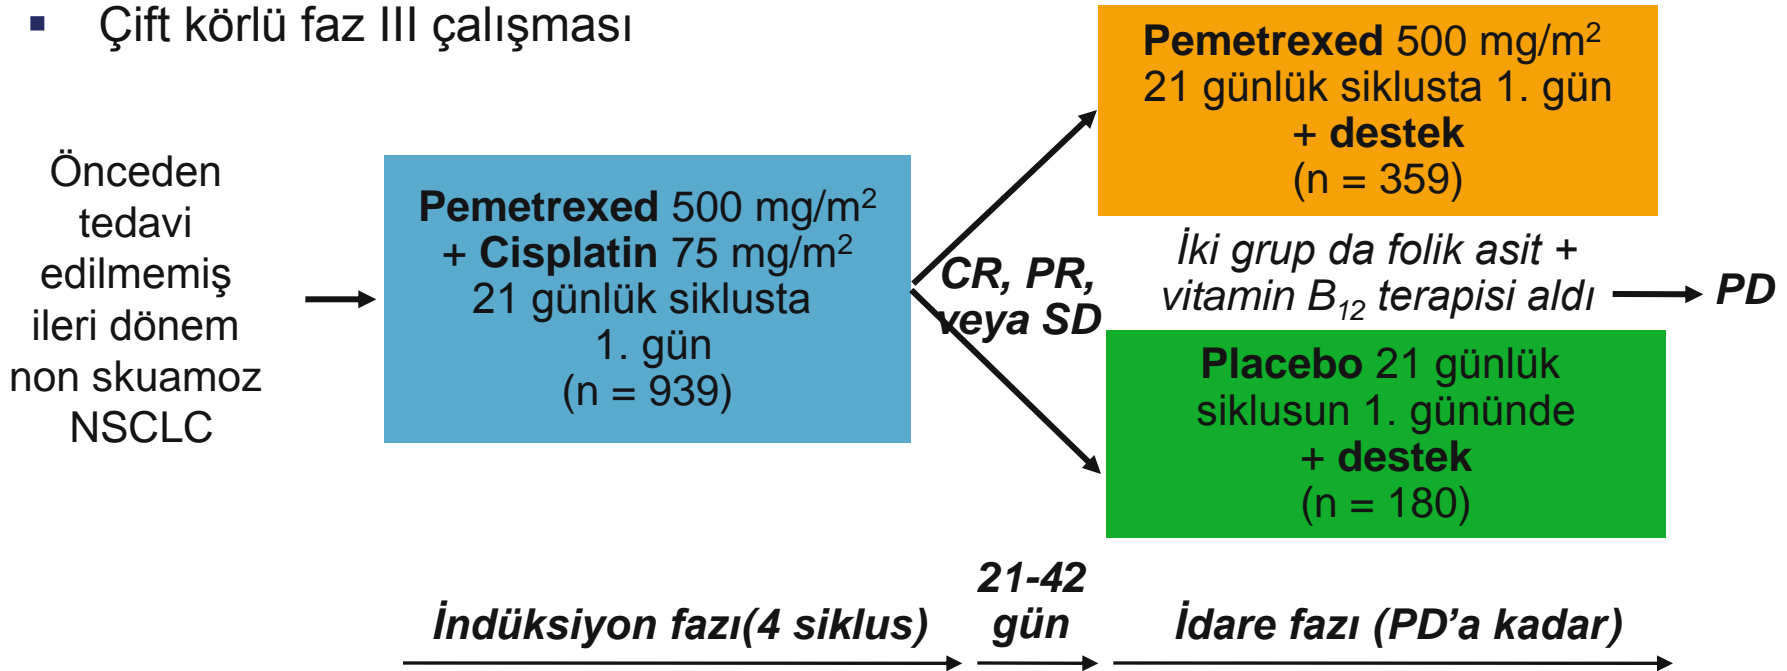 ▪ Çift körlü faz III çalışması
Önceden
tedavi
edilmemiş
ileri dönem
non skuamoz
NSCLC
Pemetrexed 500 mg/m²
+ Cisplatin 75 mg/m²
21 günlük siklusta
1. gün
(n = 939)
CR, PR,
veya SD
Pemetrexed 500 mg/m²
21 günlük siklusta 1. gün
+ destek
(n = 359)
İki grup da folik asit +
vitamin B₁₂ terapisi aldı
PD
Placebo 21 günlük
siklusun 1. gününde
+ destek
(n = 180)
İndüksiyon fazı(4 siklus)
21-42
gün
İdare fazı (PD’a kadar)